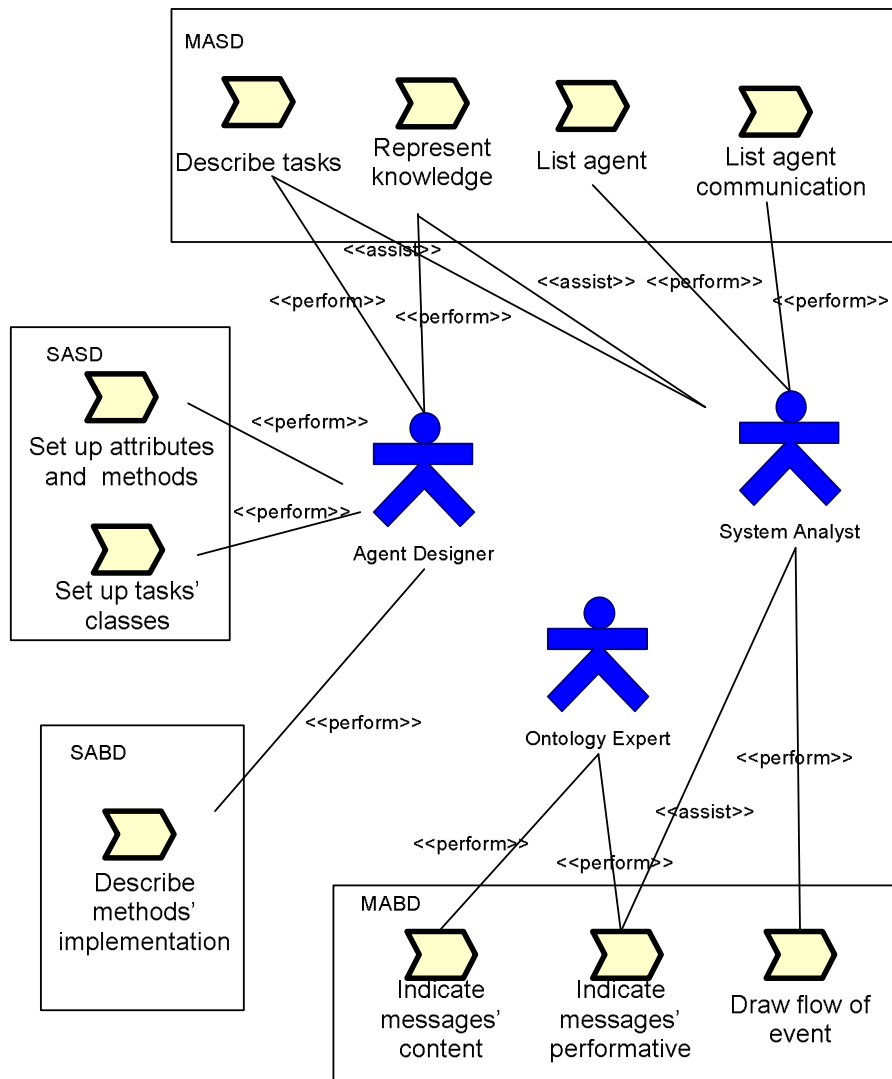 MASD
Describe tasks
Represent
knowledge
List agent
List agent
communication
<<assist>>
<<perform>>
<<perform>>
<<assist>>
<<perform>>
<<perform>>
SASD
Set up attributes
and methods
<<perform>>
Set up tasks’
classes
<<perform>>
Agent Designer
System Analyst
Ontology Expert
SABD
Describe
methods’
implementation
<<perform>>
<<perform>>
<<perform>>
<<assist>>
<<perform>>
MABD
Indicate
messages’
content
Indicate
messages’
performative
Draw flow of
event